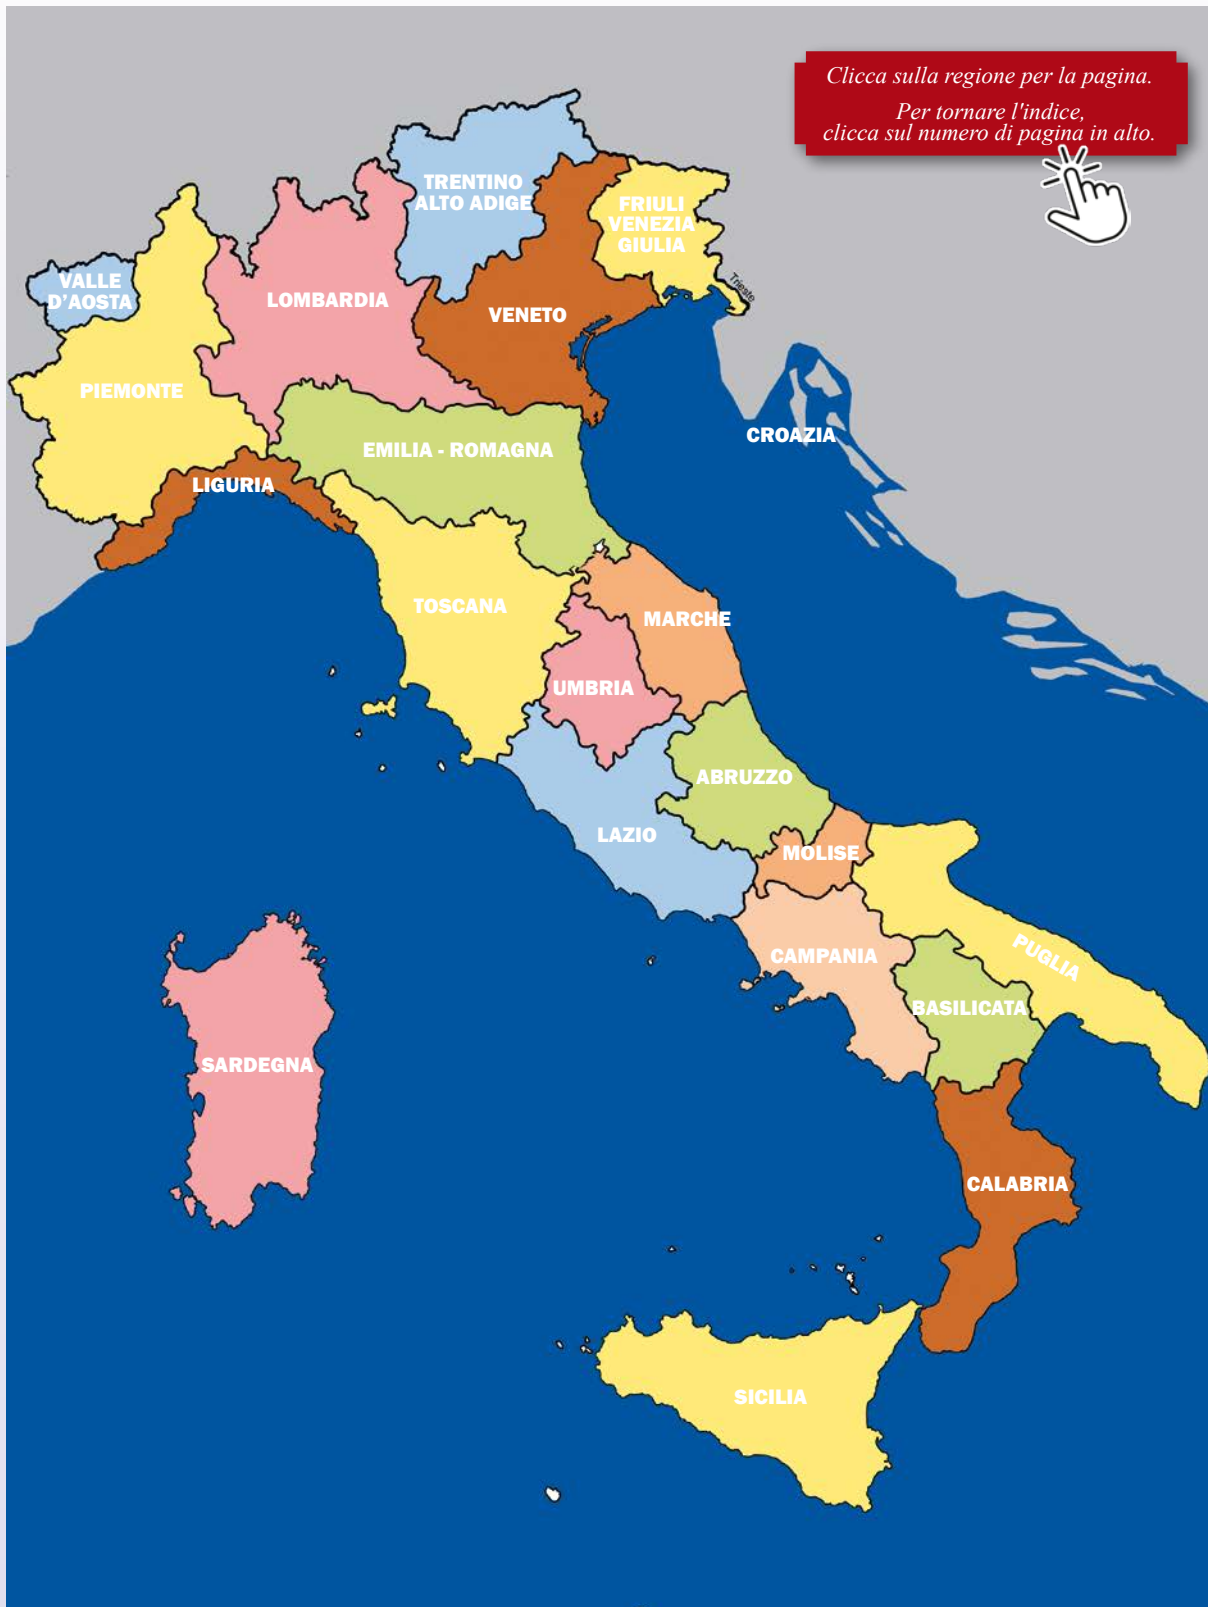 Clicca sulla regione per la pagina.
Per tornare l'indice,
clicca sul numero di pagina in alto.
TRENTINO
ALTO ADIGE
FRIULI
VENEZIA
GIULIA
VALLE
D'AOSTA
LOMBARDIA
VENETO
Trieste
PIEMONTE
CROAZIA
EMILIA - ROMAGNA
LIGURIA
TOSCANA
MARCHE
UMBRIA
ABRUZZO
LAZIO
MOLISE
CAMPANIA
PUGLIA
BASILICATA
SARDEGNA
CALABRIA
SICILIA